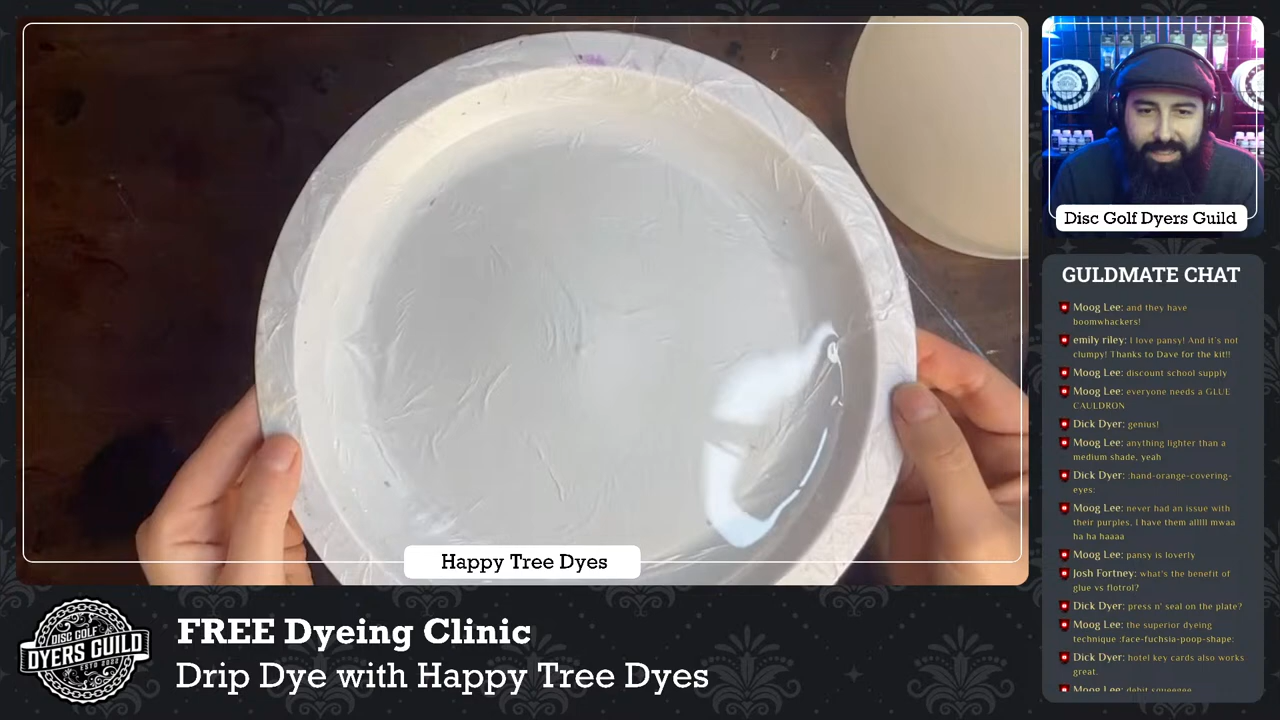 Happy Tree Dyes
Disc Golf Dyers Guild
GULDMATE CHAT
Moog Lee: and they have
boomwhackers!
emily riley: I love pansy! And it's not
clumpy! Thanks to Dave for the kit!!
Moog Lee: discount school supply
Moog Lee: everyone needs a GLUE
CAULDRON
Dick Dyer: genius!
Moog Lee: anything lighter than a
medium shade, yeah
Dick Dyer: :hand-orange-covering-
eyes:
Moog Lee: never had an issue with
their purples, I have them alllll mwaa
ha ha haaaa
Moog Lee: pansy is loverly
Josh Fortney: what's the benefit of
glue vs flotrol?
Dick Dyer: press n' seal on the plate?
Moog Lee: the superior dyeing
technique :face-fuchsia-poop-shape:
Dick Dyer: hotel key cards also works
great.
Moog Lee: debit squeegee
DISC GOLF
DYERS GUILD
FREE Dyeing Clinic
Drip Dye with Happy Tree Dyes